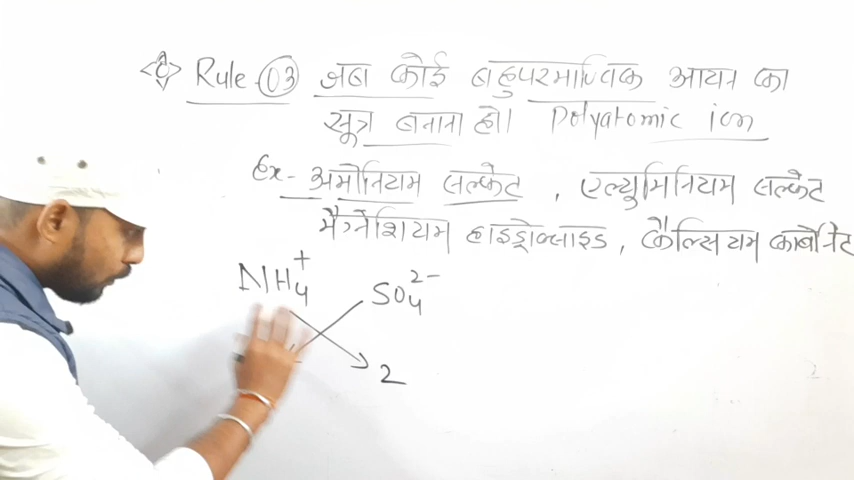 Rule-03 जब कोई बहुपरमाण्विक आयन का
सूत्र बनाना हो। Polyatomic ion
Ex- अमोनियम सल्फेट, एल्युमिनियम सल्फेट
मैग्नेशियम हाइड्रोक्साइड, कैल्सियम कार्बोनेट
NH₄⁺ SO₄²⁻
2